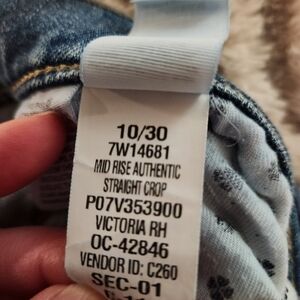 10/30
7W14681
MID RISE AUTHENTIC
STRAIGHT CROP
P07V353900
VICTORIA RH
OC-42846
VENDOR ID: C260
SEC-01